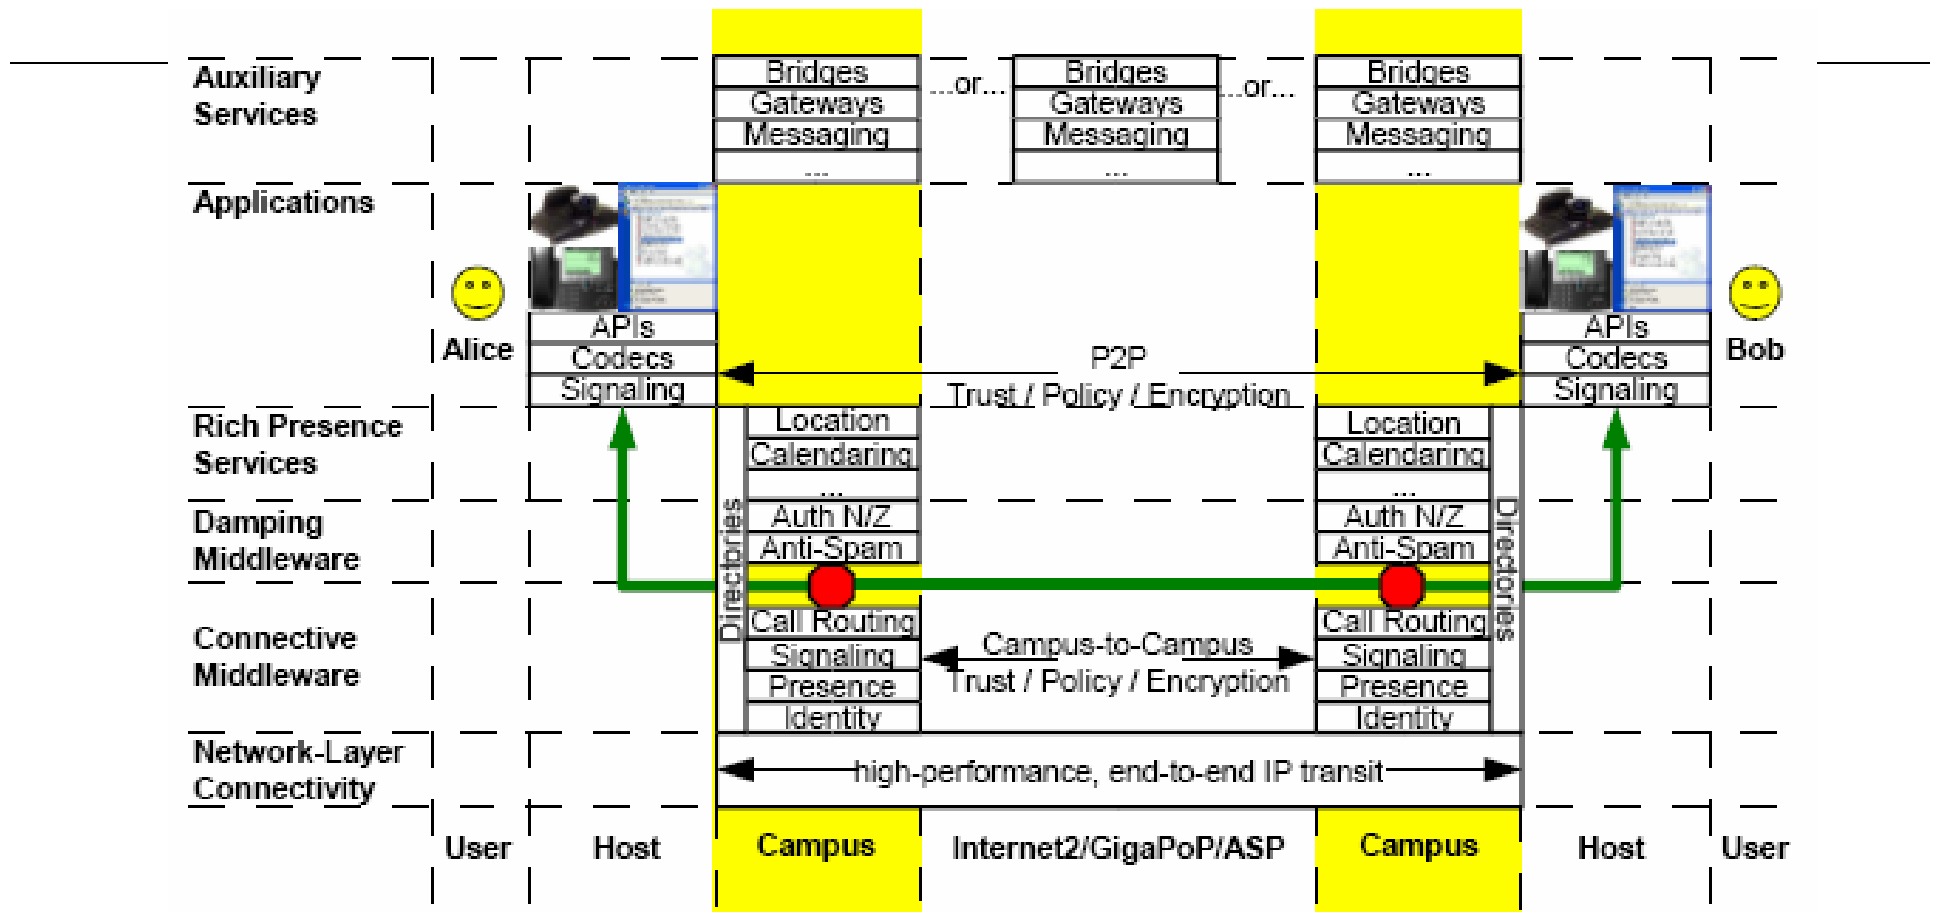 Auxiliary
Services
Bridges
Gateways
Messaging
...
...or...
Bridges
Gateways
Messaging
...
...or...
Bridges
Gateways
Messaging
...
Applications
Alice
APIs
Codecs
Signaling
P2P
Trust / Policy / Encryption
APIs
Codecs
Signaling
Bob
Rich Presence
Services
Location
Calendaring
...
Location
Calendaring
...
Damping
Middleware
Directories
Auth N/Z
Anti-Spam
Auth N/Z
Anti-Spam
Directories
Connective
Middleware
Call Routing
Signaling
Presence
Identity
Campus-to-Campus
Trust / Policy / Encryption
Call Routing
Signaling
Presence
Identity
Network-Layer
Connectivity
high-performance, end-to-end IP transit
User
Host
Campus
Internet2/GigaPoP/ASP
Campus
Host
User